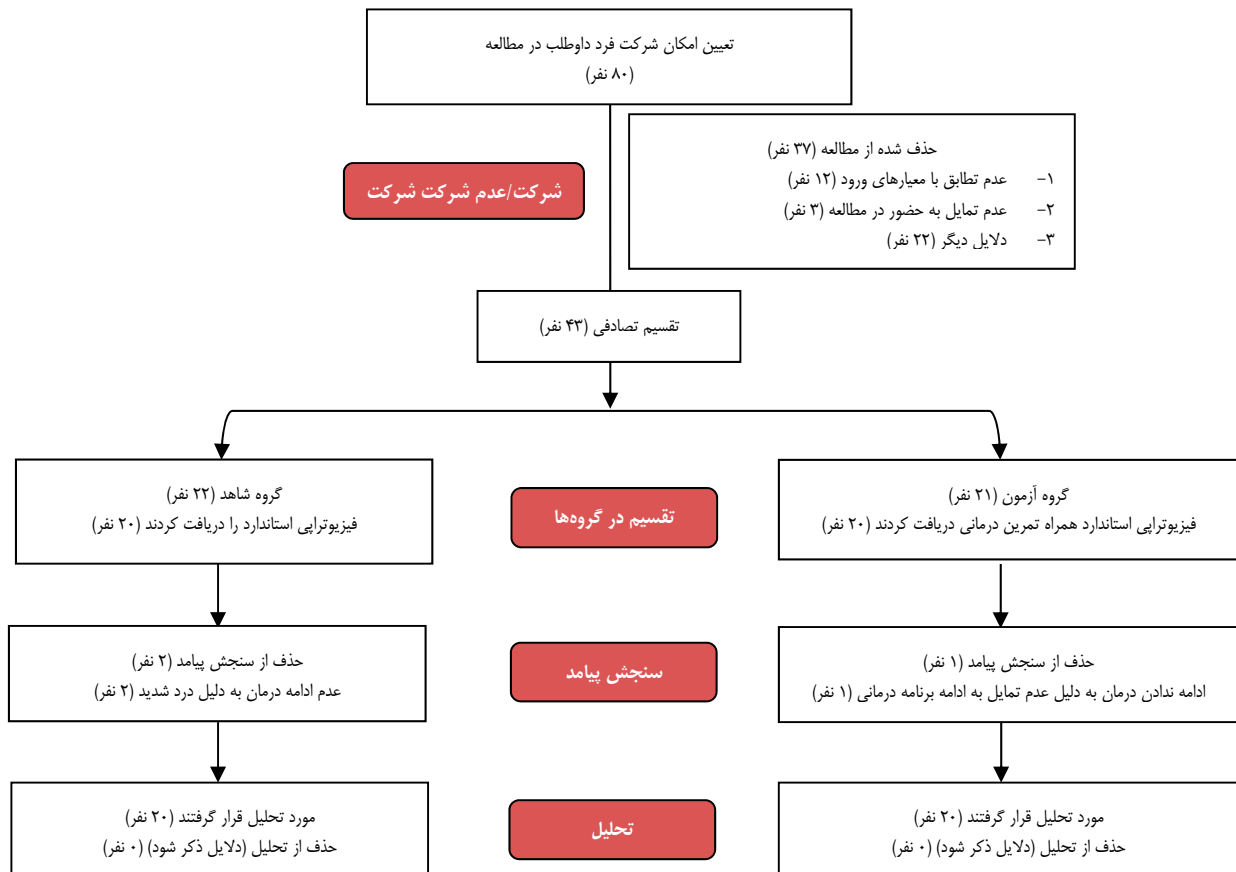 تعیین امکان شرکت فرد داوطلب در مطالعه
(۸۰ نفر)
حذف شده از مطالعه (۳۷ نفر)
۱- عدم تطابق با معیارهای ورود (۱۲ نفر)
۲- عدم تمایل به حضور در مطالعه (۳ نفر)
۳- دلایل دیگر (۲۲ نفر)
شرکت/عدم شرکت شرکت
تقسیم تصادفی (۴۳ نفر)
گروه آزمون (۲۱ نفر)
فیزیوتراپی استاندارد همراه تمرین درمانی دریافت کردند (۲۰ نفر)
تقسیم در گروه‌ها
گروه شاهد (۲۲ نفر)
فیزیوتراپی استاندارد را دریافت کردند (۲۰ نفر)
حذف از سنجش پیامد (۱ نفر)
ادامه ندادن درمان به دلیل عدم تمایل به ادامه برنامه درمانی (۱ نفر)
سنجش پیامد
حذف از سنجش پیامد (۲ نفر)
عدم ادامه درمان به دلیل درد شدید (۲ نفر)
مورد تحلیل قرار گرفتند (۲۰ نفر)
حذف از تحلیل (دلایل ذکر شود) (۰ نفر)
تحلیل
مورد تحلیل قرار گرفتند (۲۰ نفر)
حذف از تحلیل (دلایل ذکر شود) (۰ نفر)